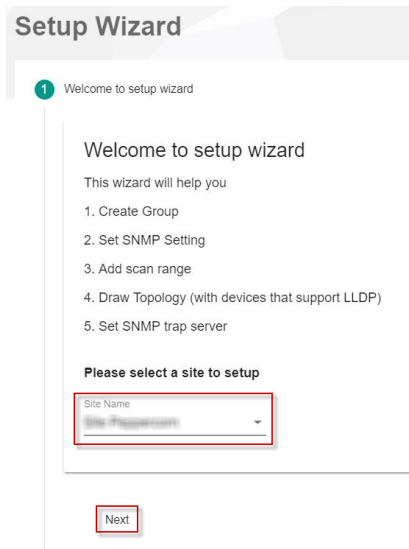 Setup Wizard
1 Welcome to setup wizard
Welcome to setup wizard
This wizard will help you
1. Create Group
2. Set SNMP Setting
3. Add scan range
4. Draw Topology (with devices that support LLDP)
5. Set SNMP trap server
Please select a site to setup
Site Name
Next